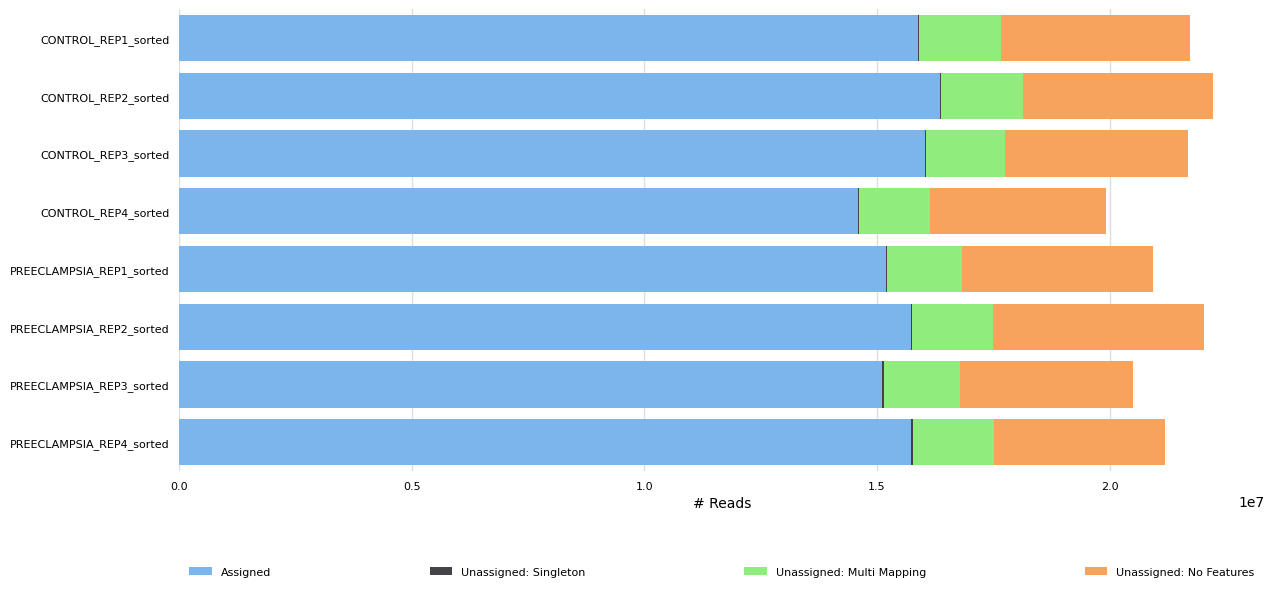 CONTROL_REP1_sorted
CONTROL_REP2_sorted
CONTROL_REP3_sorted
CONTROL_REP4_sorted
PREECLAMPSIA_REP1_sorted
PREECLAMPSIA_REP2_sorted
PREECLAMPSIA_REP3_sorted
PREECLAMPSIA_REP4_sorted
0.0 0.5 1.0 1.5 2.0
# Reads
1e7
Assigned Unassigned: Singleton Unassigned: Multi Mapping Unassigned: No Features